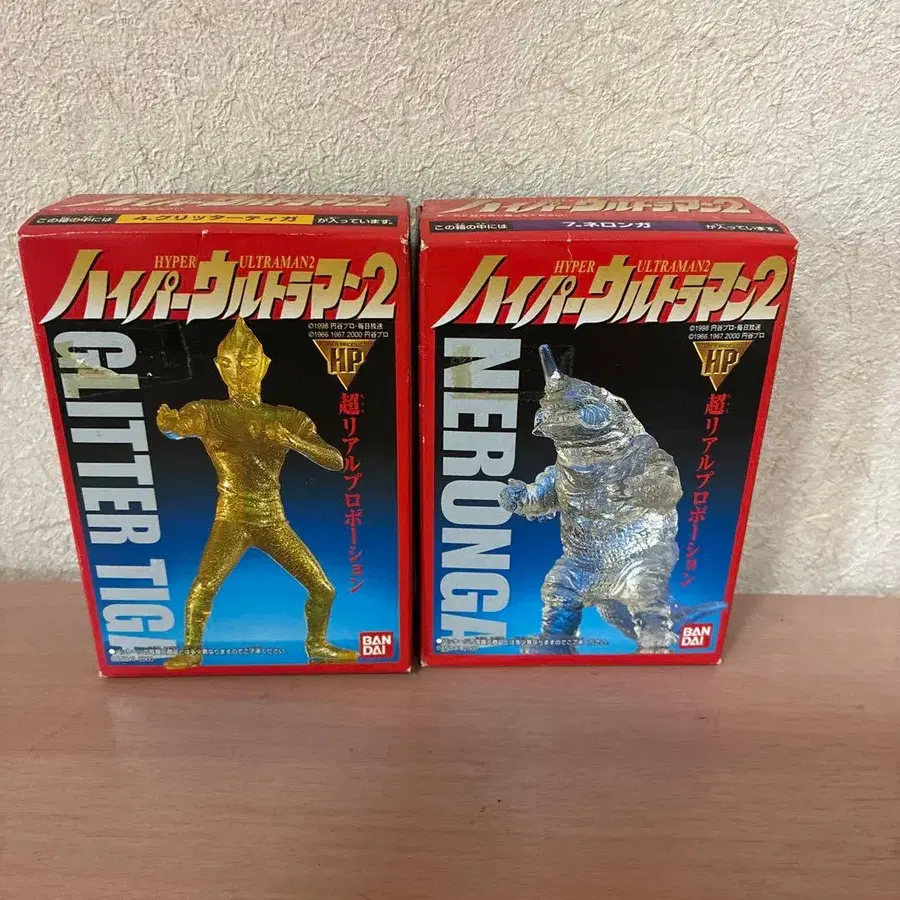 この箱の中には 4.グリッターティガ が入っています。
HYPER ULTRAMAN2
ハイパーウルトラマン2
©1998 円谷プロ・毎日放送
©1966.1967.2000 円谷プロ
HP
GLITTER TIGA
超リアルプロポーション
BAN
DAI
この箱の中には 7.ネロンガ が入っています。
HYPER ULTRAMAN2
ハイパーウルトラマン2
©1998 円谷プロ・毎日放送
©1966.1967.2000 円谷プロ
HP
NERONGA
超リアルプロポーション
BAN
DAI